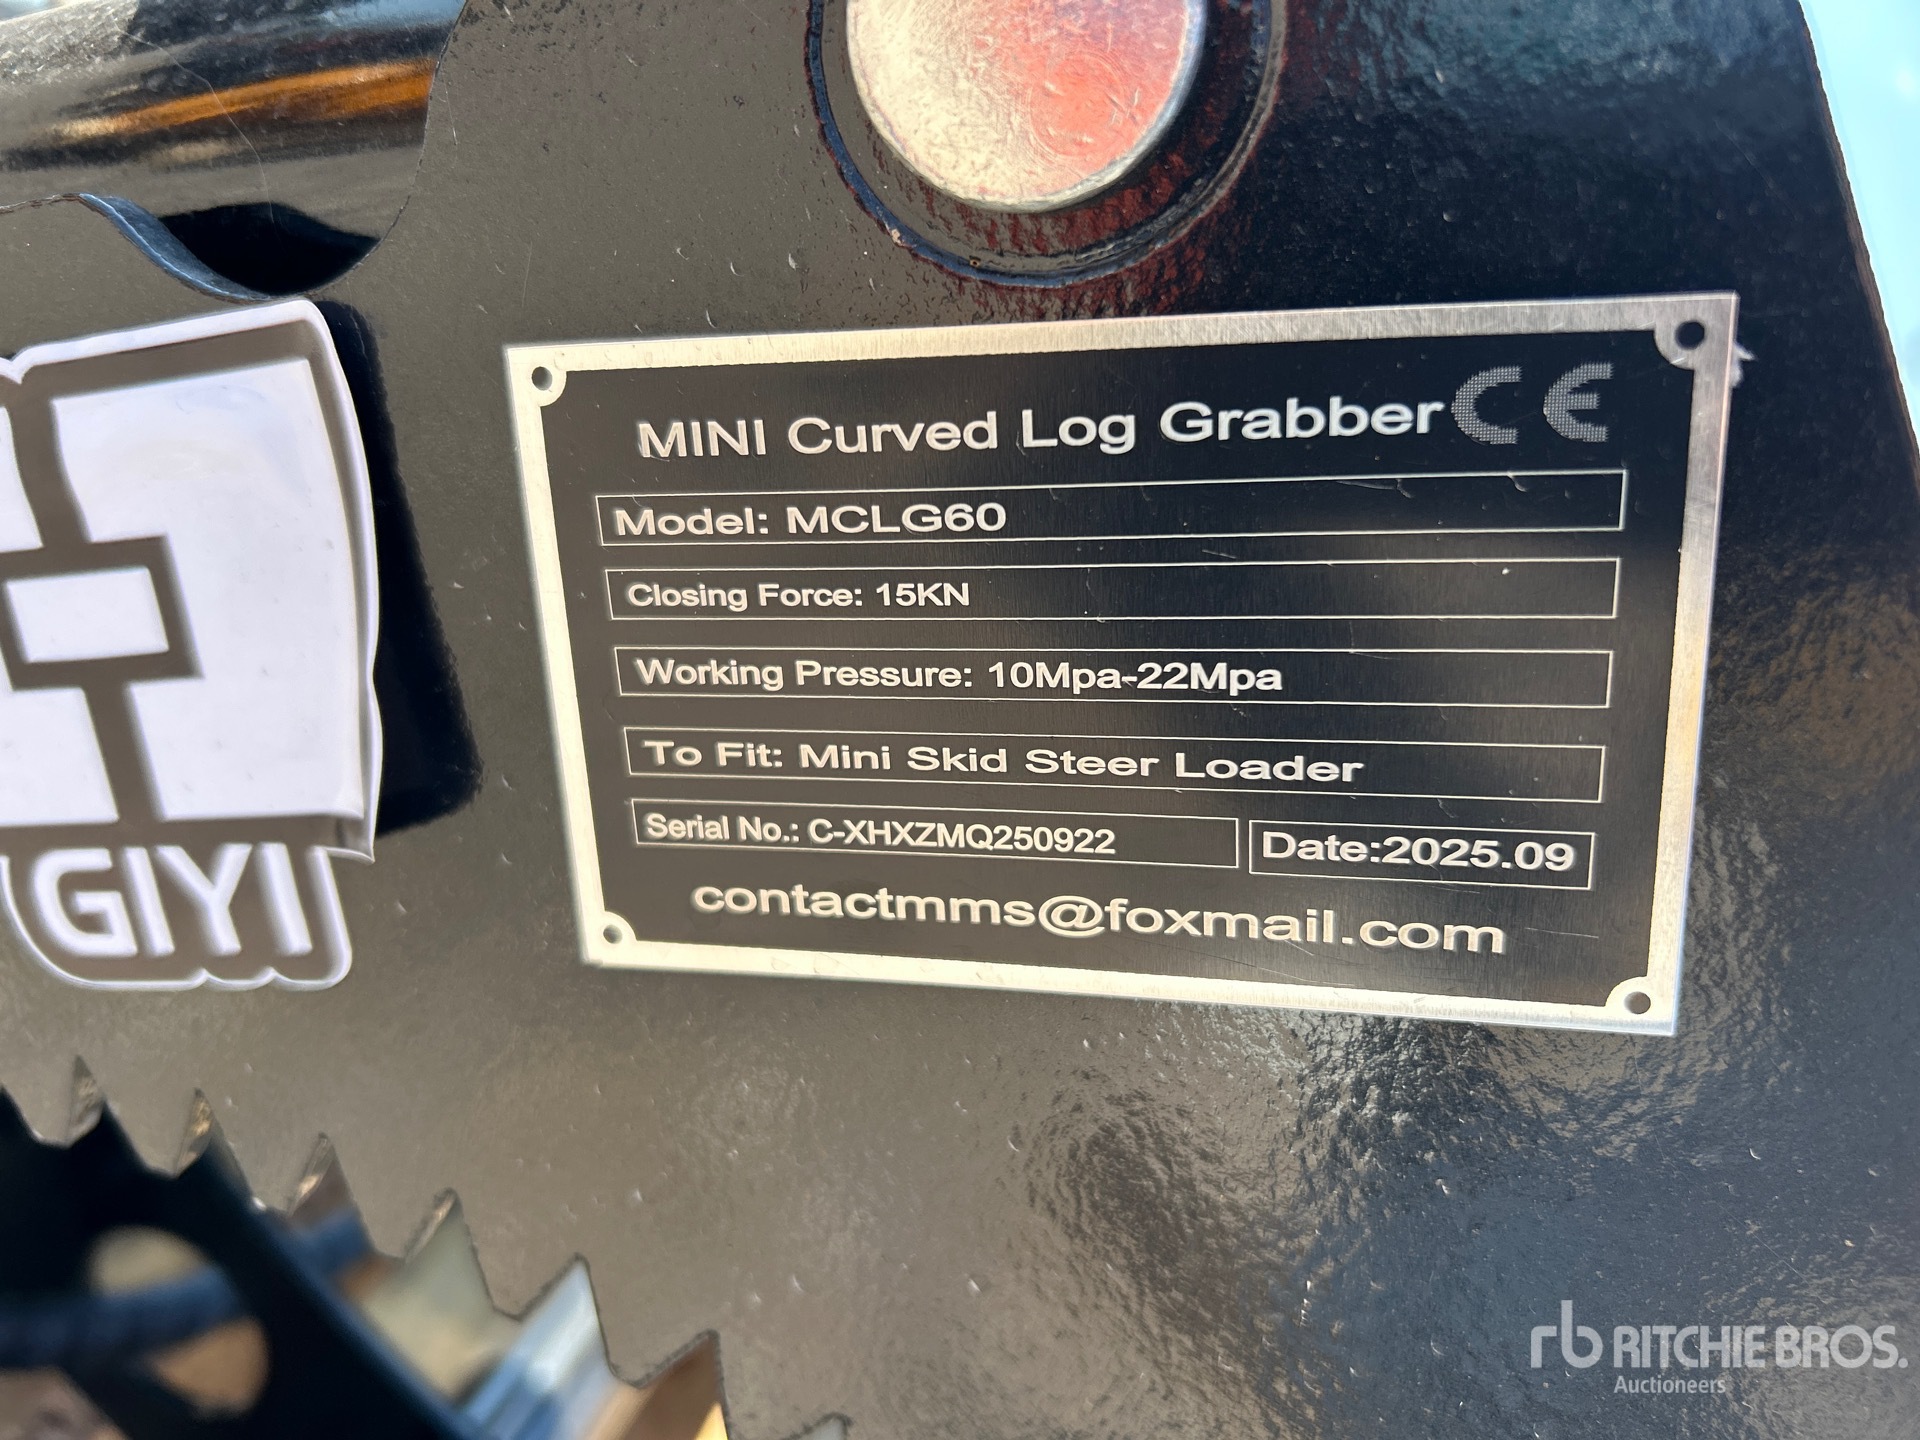 MINI Curved Log Grabber CE
Model: MCLG60
Closing Force: 15KN
Working Pressure: 10Mpa-22Mpa
To Fit: Mini Skid Steer Loader
Serial No.: C-XHXZMQ250922 Date:2025.09
contactmms@foxmail.com
GIYI
rb RITCHIE BROS.
Auctioneers